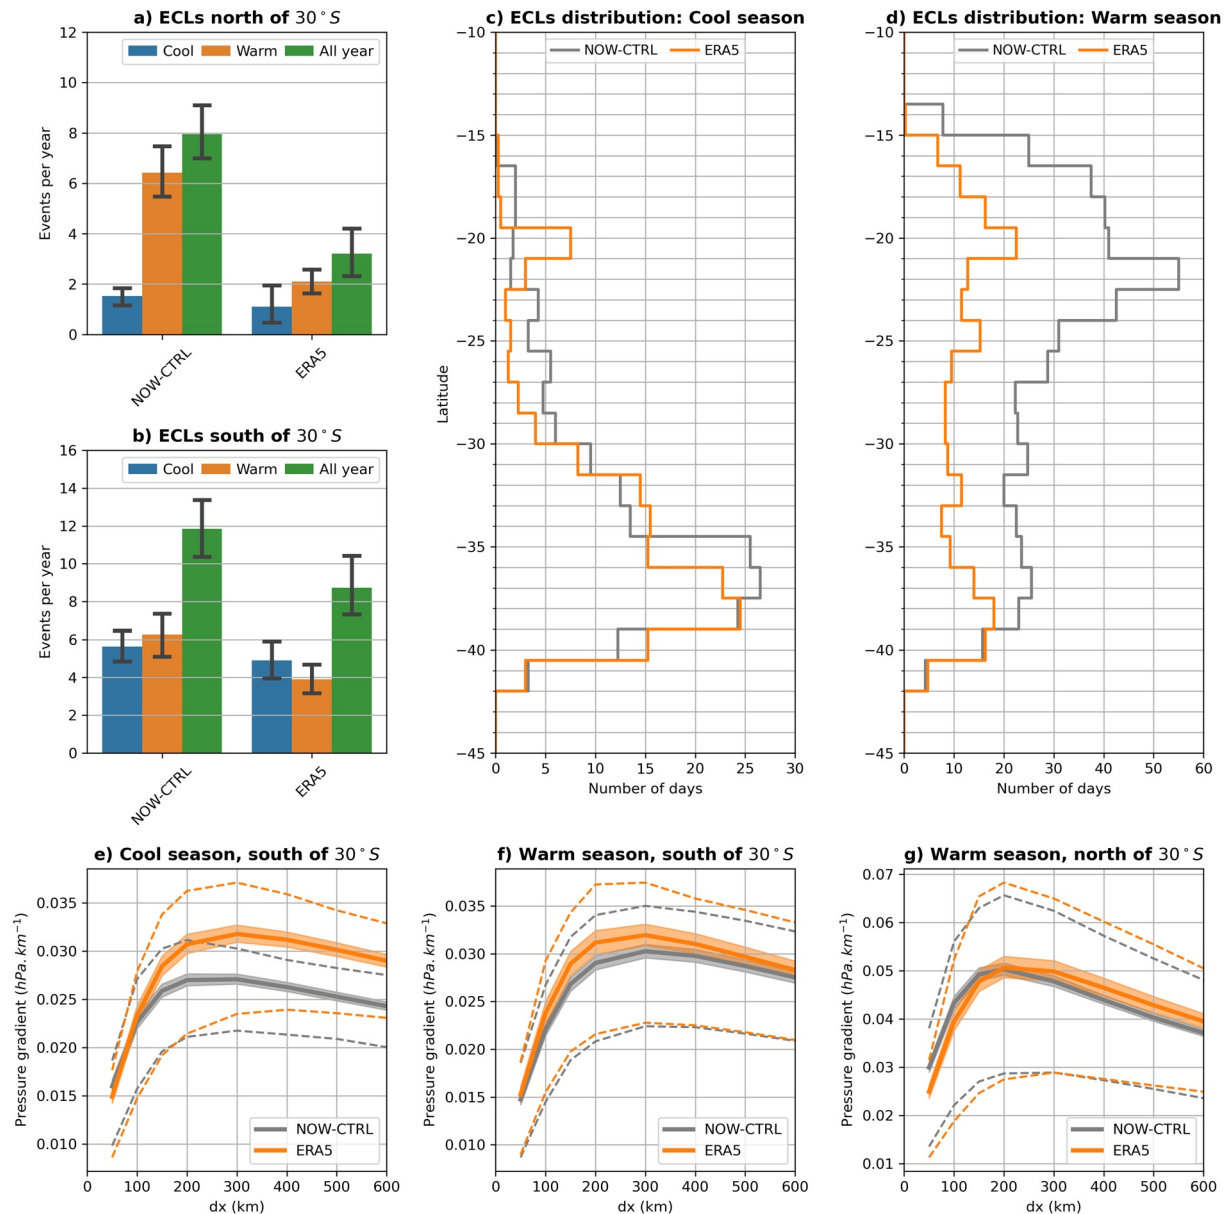 a) ECLs north of 30°S
12
10
8
6
4
2
0
Events per year
Cool Warm All year
NOW-CTRL
ERA5
b) ECLs south of 30°S
16
14
12
10
8
6
4
2
0
Events per year
Cool Warm All year
NOW-CTRL
ERA5
c) ECLs distribution: Cool season
−10
−15
−20
−25
−30
−35
−40
−45
Latitude
NOW-CTRL ERA5
0 5 10 15 20 25 30
Number of days
d) ECLs distribution: Warm season
−10
−15
−20
−25
−30
−35
−40
−45
NOW-CTRL ERA5
0 10 20 30 40 50 60
Number of days
e) Cool season, south of 30°S
0.035
0.030
0.025
0.020
0.015
0.010
Pressure gradient (hPa. km⁻¹)
NOW-CTRL
ERA5
0 100 200 300 400 500 600
dx (km)
f) Warm season, south of 30°S
0.035
0.030
0.025
0.020
0.015
0.010
Pressure gradient (hPa. km⁻¹)
NOW-CTRL
ERA5
0 100 200 300 400 500 600
dx (km)
g) Warm season, north of 30°S
0.07
0.06
0.05
0.04
0.03
0.02
0.01
Pressure gradient (hPa. km⁻¹)
NOW-CTRL
ERA5
0 100 200 300 400 500 600
dx (km)